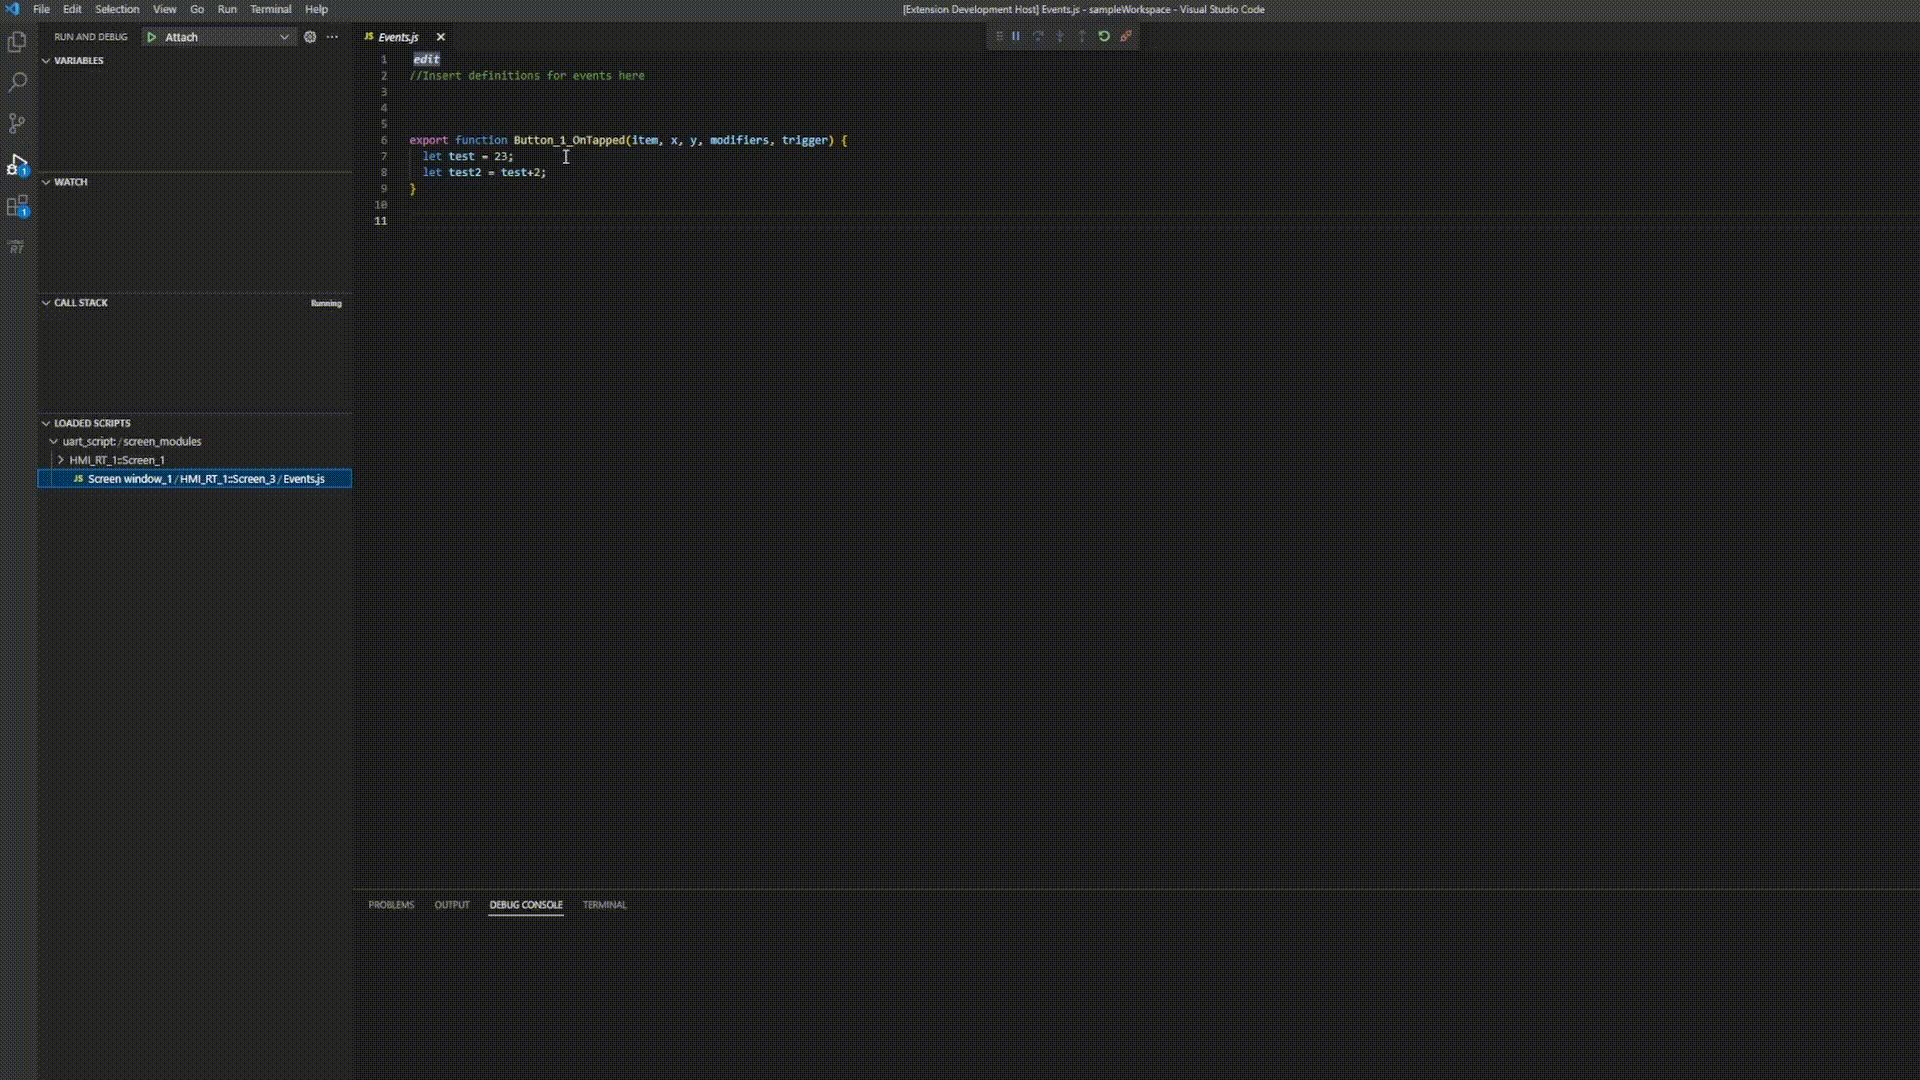 File Edit Selection View Go Run Terminal Help
[Extension Development Host] Events.js - sampleWorkspace - Visual Studio Code
RUN AND DEBUG
Attach
VARIABLES
1
WATCH
1
RT
CALL STACK
Running
LOADED SCRIPTS
uart_script: / screen_modules
HMI_RT_1::Screen_1
JS Screen window_1 / HMI_RT_1::Screen_3 / Events.js
JS Events.js
1 edit
2 //Insert definitions for events here
3
4
5
6 export function Button_1_OnTapped(item, x, y, modifiers, trigger) {
7 let test = 23;
8 let test2 = test+2;
9 }
10
11
PROBLEMS OUTPUT DEBUG CONSOLE TERMINAL